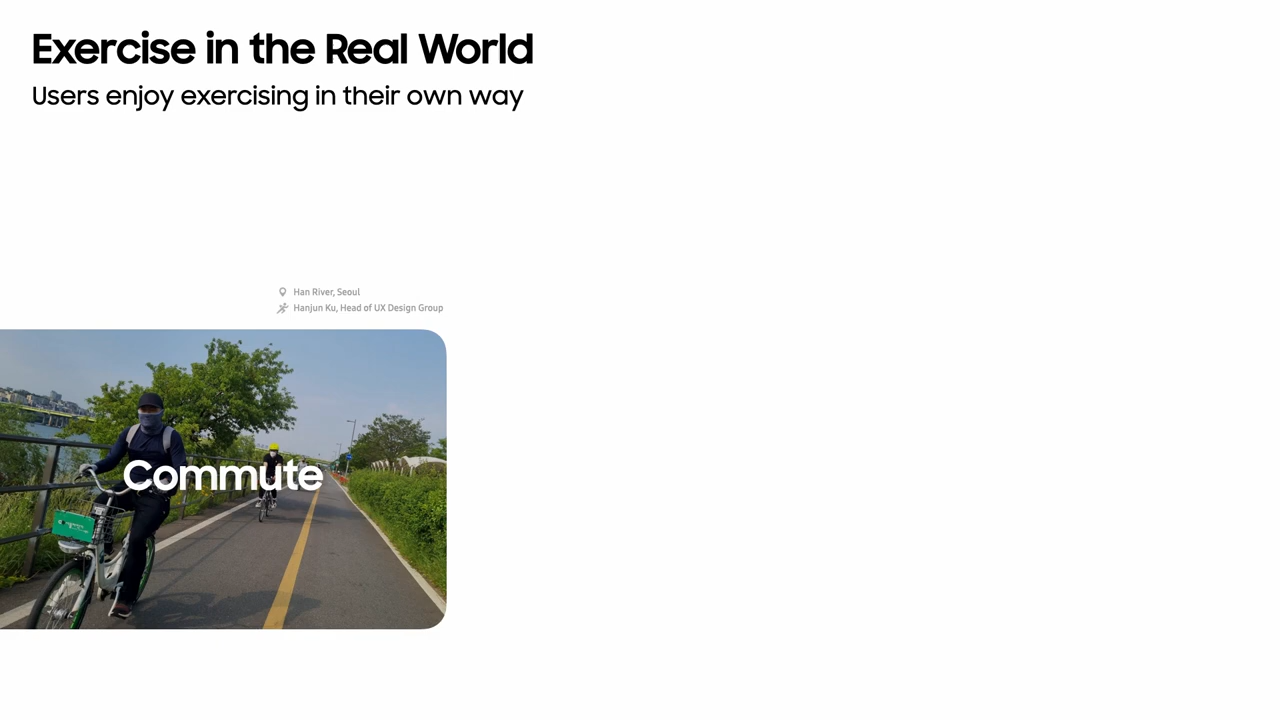 Exercise in the Real World
Users enjoy exercising in their own way
Han River, Seoul
Hanjun Ku, Head of UX Design Group
Commute